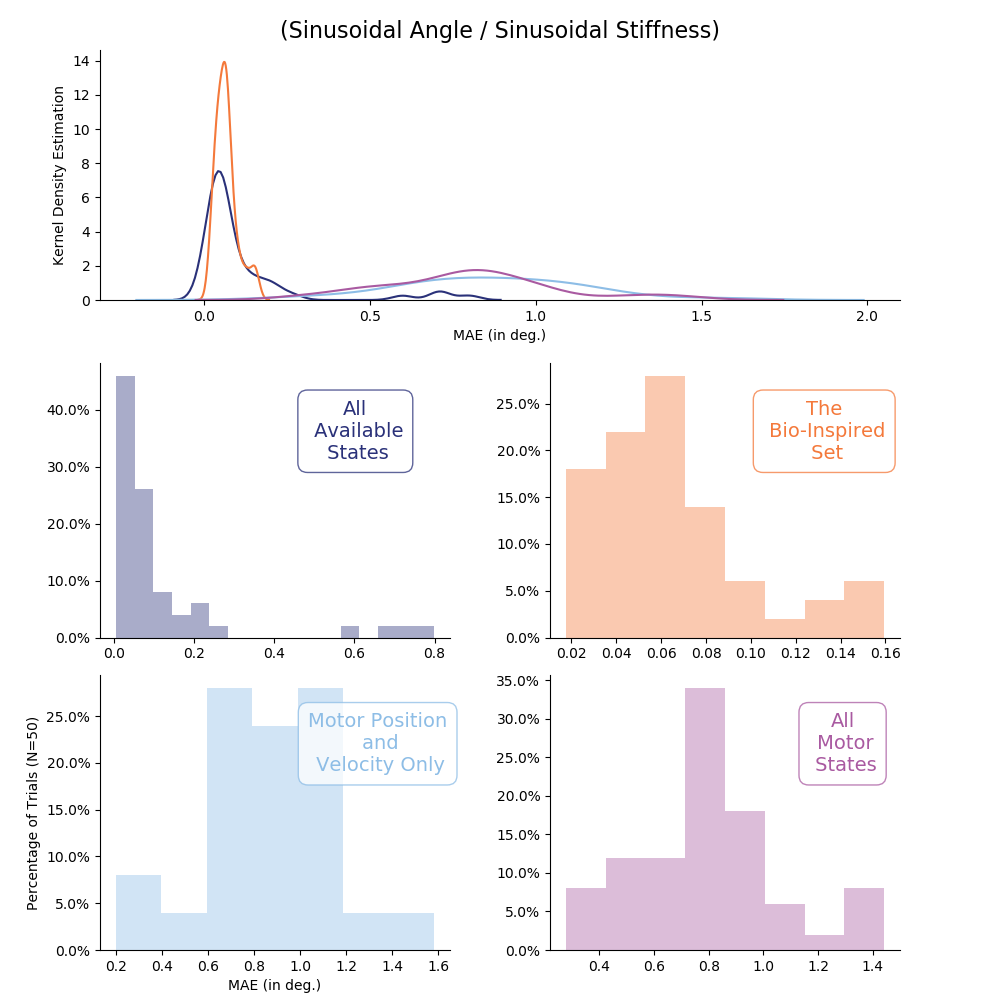 (Sinusoidal Angle / Sinusoidal Stiffness)
Kernel Density Estimation
14
12
10
8
6
4
2
0
0.0 0.5 1.0 1.5 2.0
MAE (in deg.)
All
Available
States
40.0%
30.0%
20.0%
10.0%
0.0%
0.0 0.2 0.4 0.6 0.8
The
Bio-Inspired
Set
25.0%
20.0%
15.0%
10.0%
5.0%
0.0%
0.02 0.04 0.06 0.08 0.10 0.12 0.14 0.16
Percentage of Trials (N=50)
Motor Position
and
Velocity Only
25.0%
20.0%
15.0%
10.0%
5.0%
0.0%
0.2 0.4 0.6 0.8 1.0 1.2 1.4 1.6
MAE (in deg.)
All
Motor
States
35.0%
30.0%
25.0%
20.0%
15.0%
10.0%
5.0%
0.0%
0.4 0.6 0.8 1.0 1.2 1.4